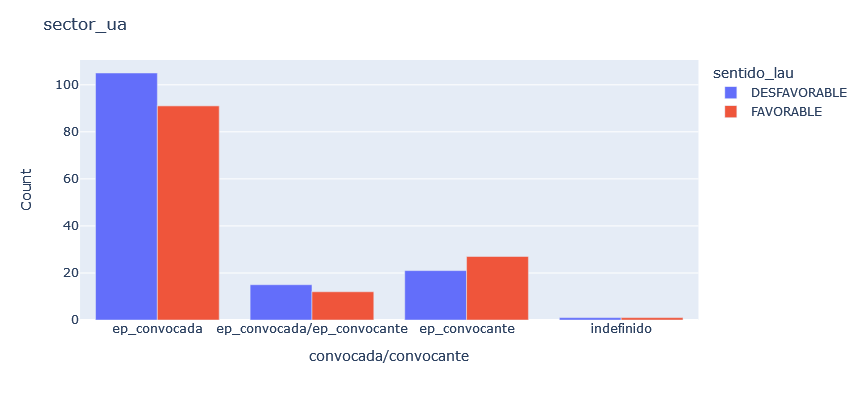 sector_ua
sentido_lau
DESFAVORABLE
FAVORABLE
Count
100
80
60
40
20
0
ep_convocada
ep_convocada/ep_convocante
ep_convocante
indefinido
convocada/convocante